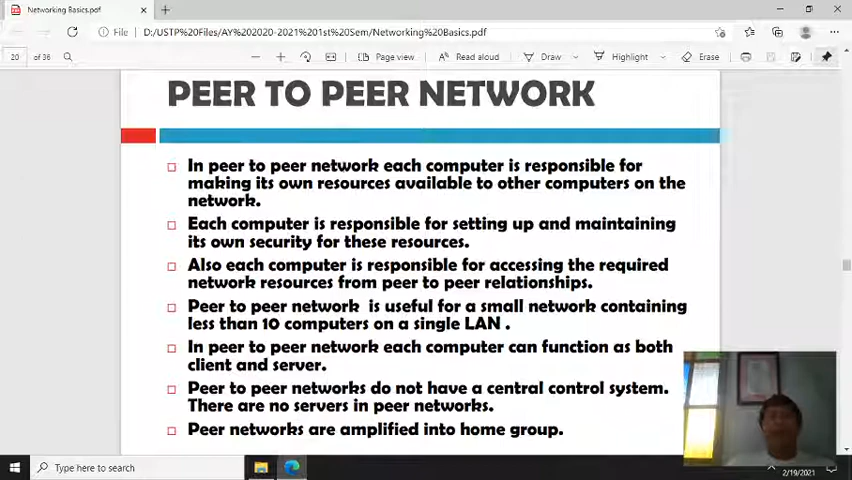 Networking Basics.pdf
File
D:/USTP%20Files/AY%202020-2021%201st%20Sem/Networking%20Basics.pdf
20 of 36
Page view
Read aloud
Draw
Highlight
Erase
PEER TO PEER NETWORK
In peer to peer network each computer is responsible for
making its own resources available to other computers on the
network.
Each computer is responsible for setting up and maintaining
its own security for these resources.
Also each computer is responsible for accessing the required
network resources from peer to peer relationships.
Peer to peer network is useful for a small network containing
less than 10 computers on a single LAN .
In peer to peer network each computer can function as both
client and server.
Peer to peer networks do not have a central control system.
There are no servers in peer networks.
Peer networks are amplified into home group.
Type here to search
2/19/2021